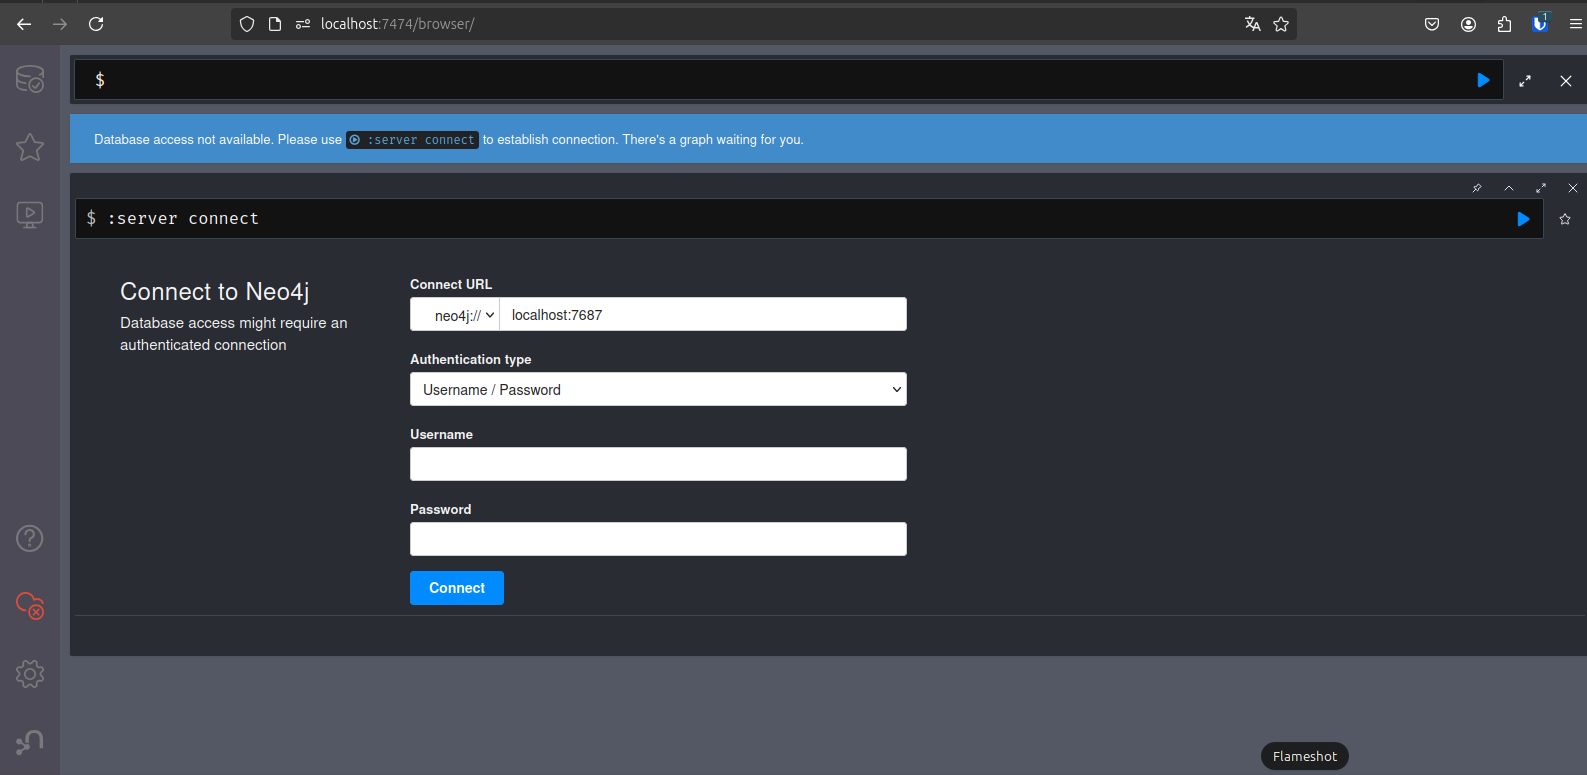 localhost:7474/browser/
1
$
Database access not available. Please use :server connect to establish connection. There's a graph waiting for you.
$ :server connect
Connect to Neo4j
Database access might require an
authenticated connection
Connect URL
neo4j:// localhost:7687
Authentication type
Username / Password
Username
Password
Connect
Flameshot